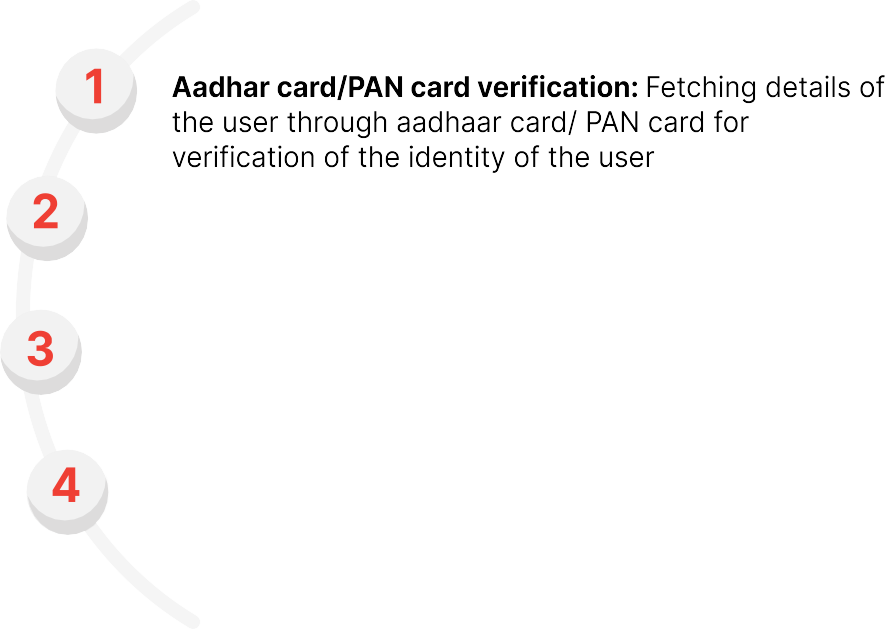 1
Aadhar card/PAN card verification: Fetching details of
the user through aadhaar card/ PAN card for
verification of the identity of the user
2
3
4